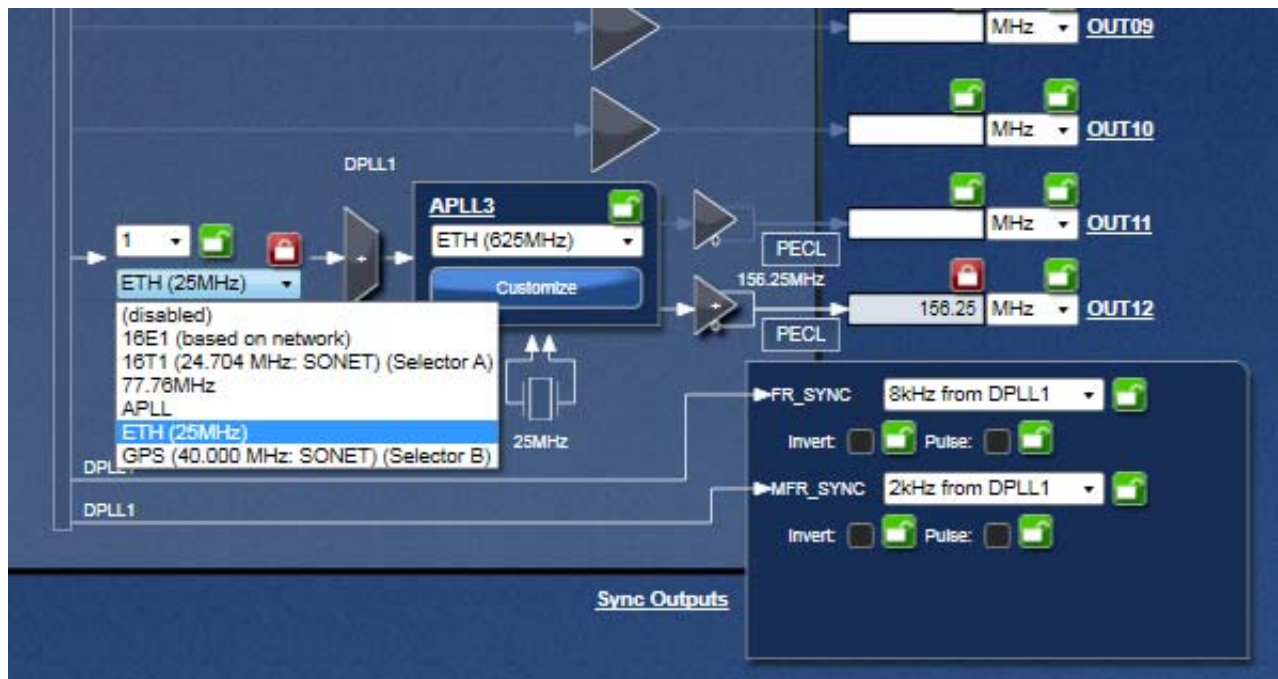 MHz OUT09
MHz OUT10
DPLL1
APLL3
1
ETH (625MHz)
MHz OUT11
PECL
ETH (25MHz)
Customize
156.25MHz
156.25 MHz OUT12
PECL
(disabled)
16E1 (based on network)
16T1 (24.704 MHz: SONET) (Selector A)
77.76MHz
APLL
ETH (25MHz)
GPS (40.000 MHz: SONET) (Selector B)
25MHz
FR_SYNC 8kHz from DPLL1
Invert: Pulse:
DPLL1
MFR_SYNC 2kHz from DPLL1
DPLL1
Invert: Pulse:
Sync Outputs